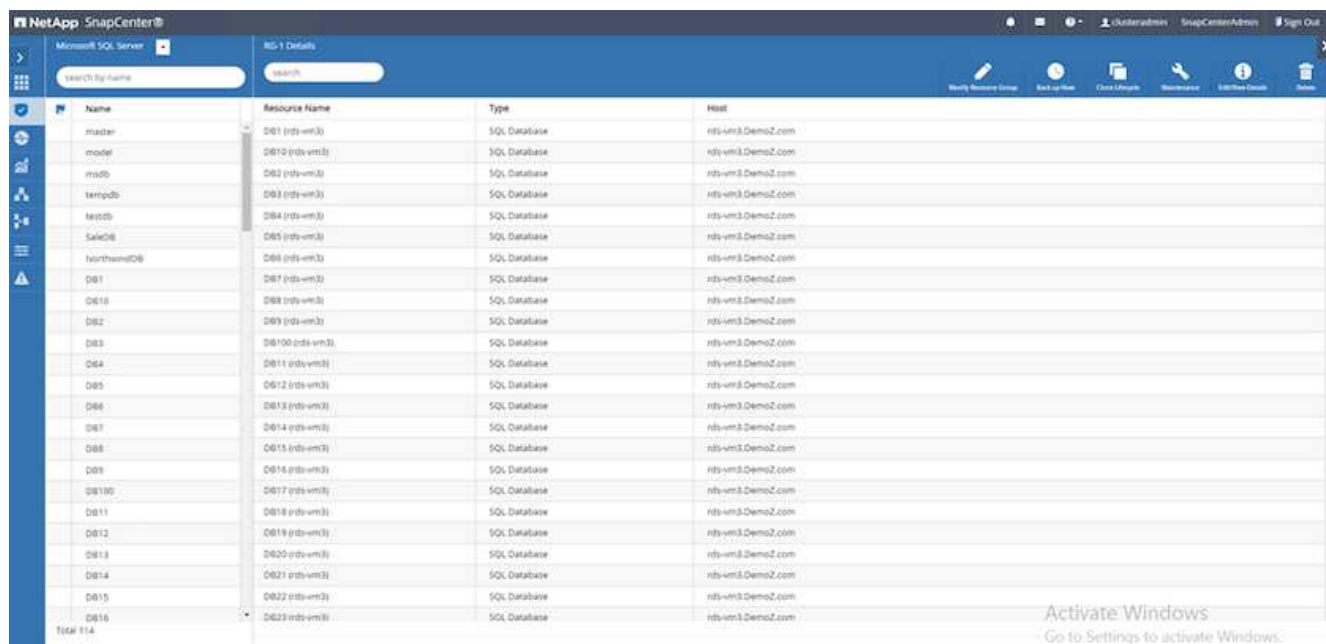 NetApp SnapCenter®
clusteradmin SnapCenterAdmin Sign Out
Microsoft SQL Server
RG-1 Details
search by name
search
Modify Resource Group Back up Now Clone Lifecycle Maintenance Edit/View Details Delete
Name
Resource Name Type Host
master DB1 (rds-vm3) SQL Database rds-vm3.DemoZ.com
model DB10 (rds-vm3) SQL Database rds-vm3.DemoZ.com
msdb DB2 (rds-vm3) SQL Database rds-vm3.DemoZ.com
tempdb DB3 (rds-vm3) SQL Database rds-vm3.DemoZ.com
testdb DB4 (rds-vm3) SQL Database rds-vm3.DemoZ.com
SaleDB DB5 (rds-vm3) SQL Database rds-vm3.DemoZ.com
NorthwindDB DB6 (rds-vm3) SQL Database rds-vm3.DemoZ.com
DB1 DB7 (rds-vm3) SQL Database rds-vm3.DemoZ.com
DB10 DB8 (rds-vm3) SQL Database rds-vm3.DemoZ.com
DB2 DB9 (rds-vm3) SQL Database rds-vm3.DemoZ.com
DB3 DB100 (rds-vm3) SQL Database rds-vm3.DemoZ.com
DB4 DB11 (rds-vm3) SQL Database rds-vm3.DemoZ.com
DB5 DB12 (rds-vm3) SQL Database rds-vm3.DemoZ.com
DB6 DB13 (rds-vm3) SQL Database rds-vm3.DemoZ.com
DB7 DB14 (rds-vm3) SQL Database rds-vm3.DemoZ.com
DB8 DB15 (rds-vm3) SQL Database rds-vm3.DemoZ.com
DB9 DB16 (rds-vm3) SQL Database rds-vm3.DemoZ.com
DB100 DB17 (rds-vm3) SQL Database rds-vm3.DemoZ.com
DB11 DB18 (rds-vm3) SQL Database rds-vm3.DemoZ.com
DB12 DB19 (rds-vm3) SQL Database rds-vm3.DemoZ.com
DB13 DB20 (rds-vm3) SQL Database rds-vm3.DemoZ.com
DB14 DB21 (rds-vm3) SQL Database rds-vm3.DemoZ.com
DB15 DB22 (rds-vm3) SQL Database rds-vm3.DemoZ.com
DB16 DB23 (rds-vm3) SQL Database rds-vm3.DemoZ.com
Total 114
Activate Windows
Go to Settings to activate Windows.